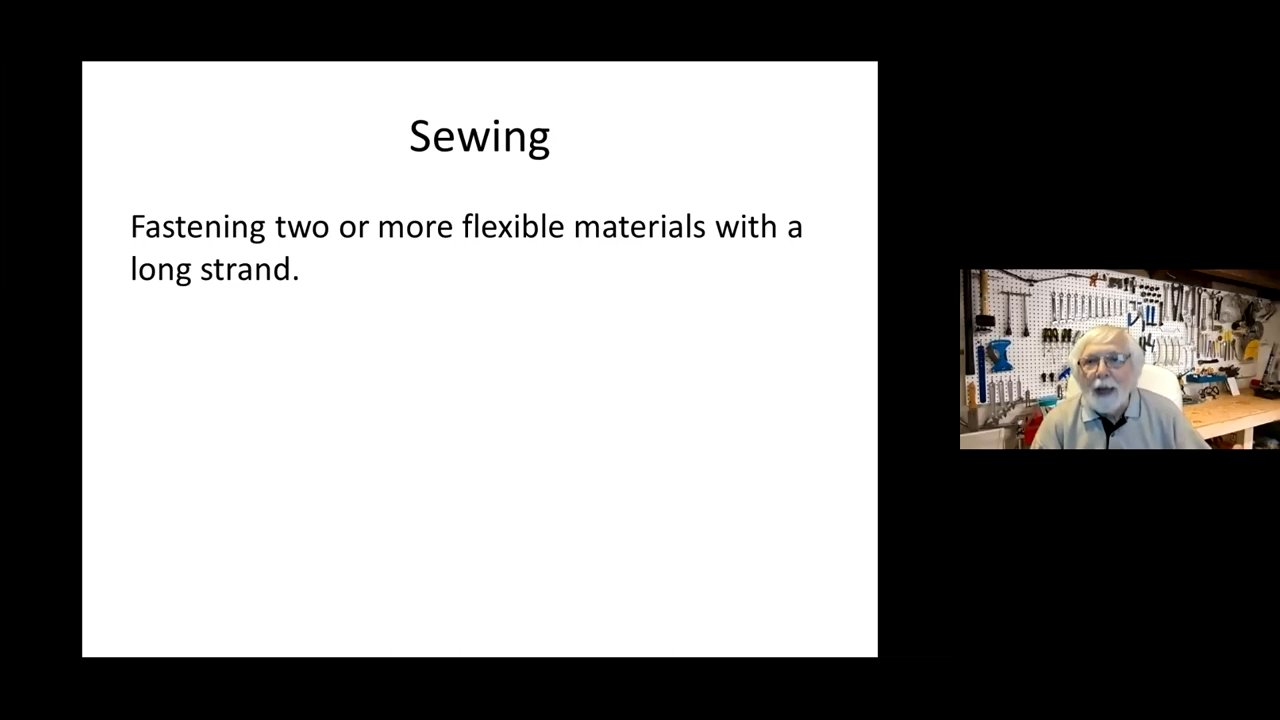 Sewing
Fastening two or more flexible materials with a
long strand.